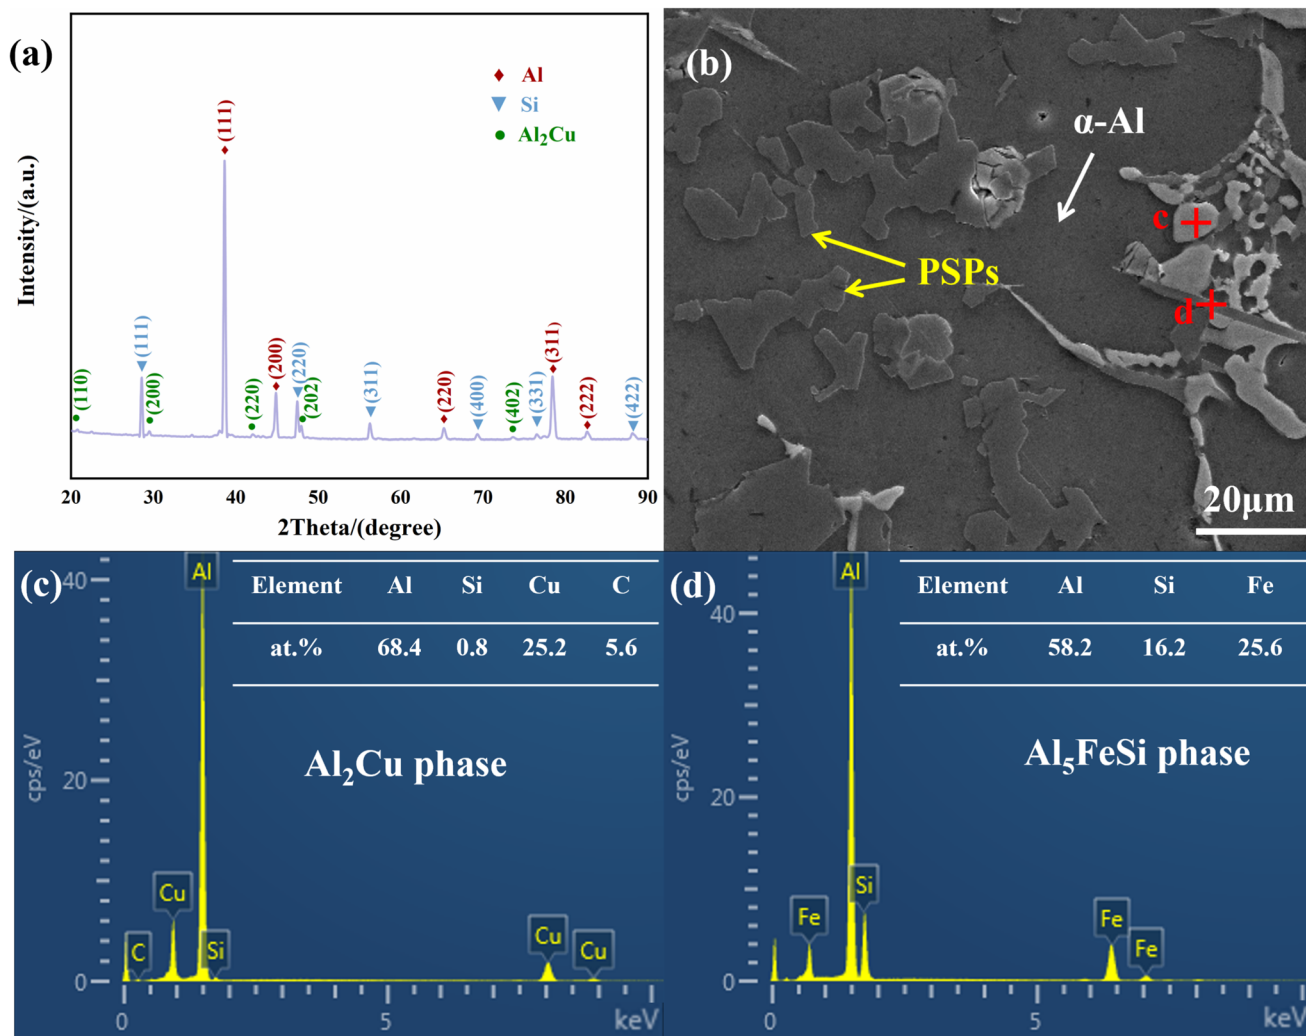 (a)
♦ Al
▼ Si
● Al₂Cu
Intensity/(a.u.)
(110)
(111)
(200)
(111)
(220)
(200)
(220)
(202)
(311)
(220)
(400)
(402)
(331)
(311)
(222)
(422)
20 30 40 50 60 70 80 90
2Theta/(degree)
(b)
α-Al
PSPs
c
d
20μm
(c)
Al
Element Al Si Cu C
at.% 68.4 0.8 25.2 5.6
Al₂Cu phase
cps/eV
40
20
0
C
Cu
Si
Cu
Cu
0 5 keV
(d)
Al
Element Al Si Fe
at.% 58.2 16.2 25.6
Al₅FeSi phase
cps/eV
40
20
0
Fe
Si
Fe
Fe
0 5 keV